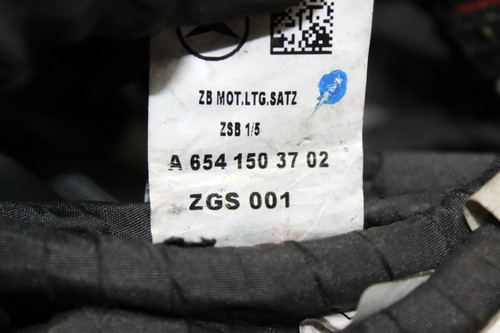 ZB MOT.LTG.SATZ
ZSB 1/5
A 654 150 37 02
ZGS 001